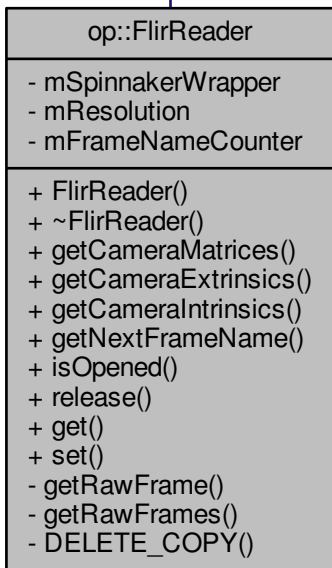 op::FlirReader
- mSpinnakerWrapper
- mResolution
- mFrameNameCounter
+ FlirReader()
+ ~FlirReader()
+ getCameraMatrices()
+ getCameraExtrinsics()
+ getCameraIntrinsics()
+ getNextFrameName()
+ isOpened()
+ release()
+ get()
+ set()
- getRawFrame()
- getRawFrames()
- DELETE_COPY()